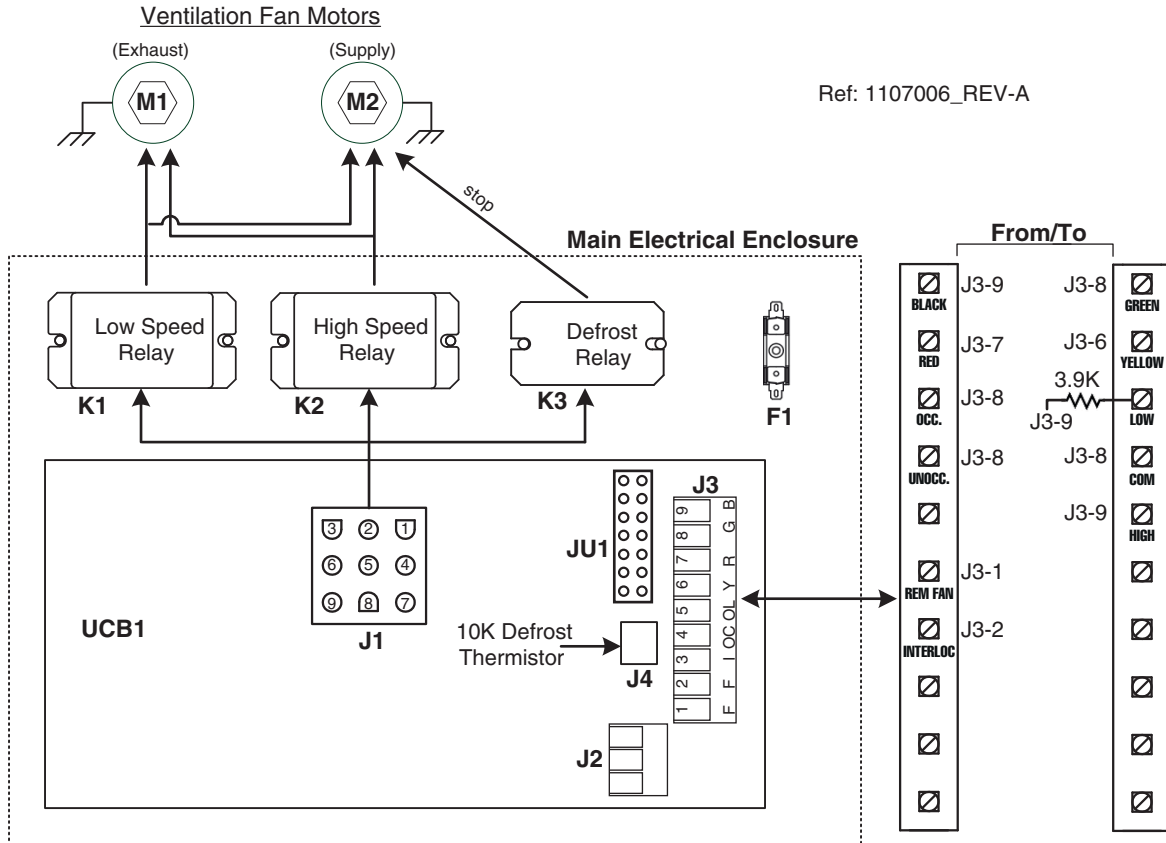 Ventilation Fan Motors
(Exhaust)
(Supply)
M1
M2
Ref: 1107006_REV-A
stop
Main Electrical Enclosure
From/To
Low Speed
Relay
K1
High Speed
Relay
K2
Defrost
Relay
K3
F1
BLACK
J3-9
RED
J3-7
OCC.
J3-8
UNOCC.
J3-8
REM FAN
J3-1
INTERLOC
J3-2
J3-8
GREEN
J3-6
YELLOW
3.9K
J3-9
LOW
J3-8
COM
J3-9
HIGH
UCB1
3 2 1
6 5 4
9 8 7
J1
JU1
J3
9 B
8 G
7 R
6 Y
5 OL
4 OC
3 I
2 F
1 F
10K Defrost
Thermistor
J4
J2